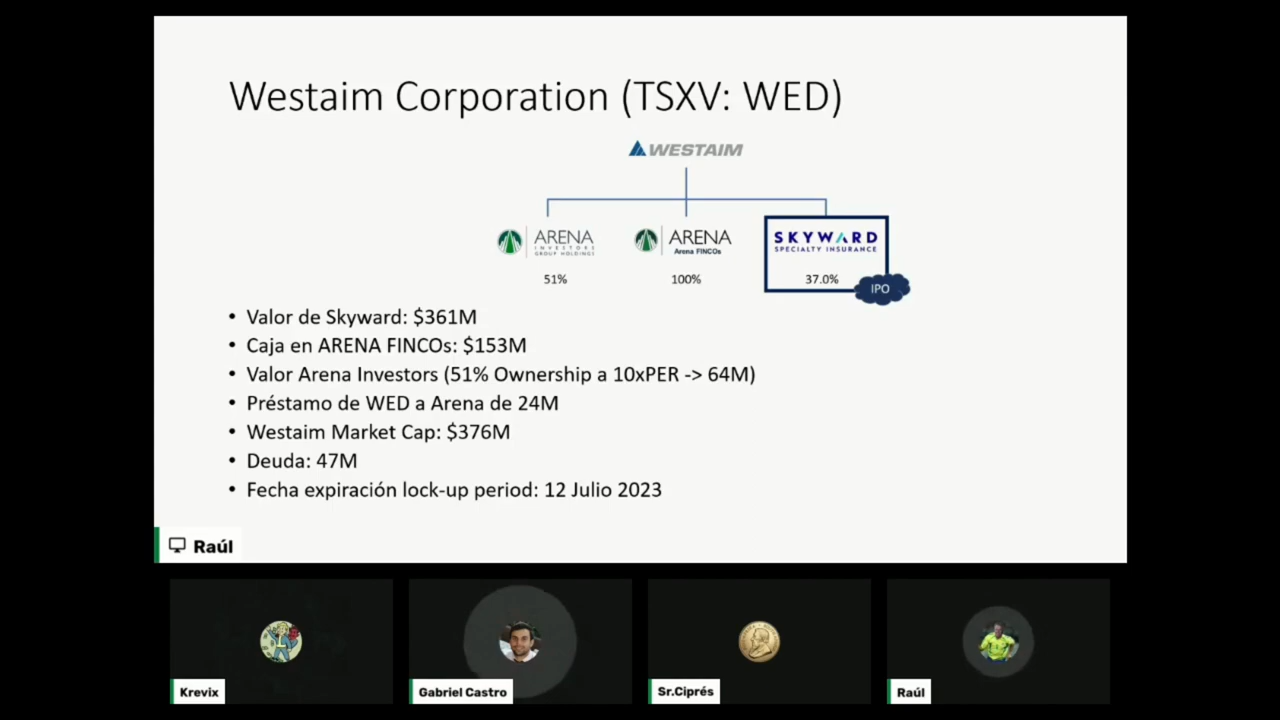 Westaim Corporation (TSXV: WED)
WESTAIM
ARENA
INVESTORS
GROUP HOLDINGS
51%
ARENA
Arena FINCOs
100%
SKYWARD
SPECIALTY INSURANCE
37.0%
IPO
• Valor de Skyward: $361M
• Caja en ARENA FINCOs: $153M
• Valor Arena Investors (51% Ownership a 10xPER -> 64M)
• Préstamo de WED a Arena de 24M
• Westaim Market Cap: $376M
• Deuda: 47M
• Fecha expiración lock-up period: 12 Julio 2023
Raúl
Krevix
Gabriel Castro
Sr.Ciprés
Raúl